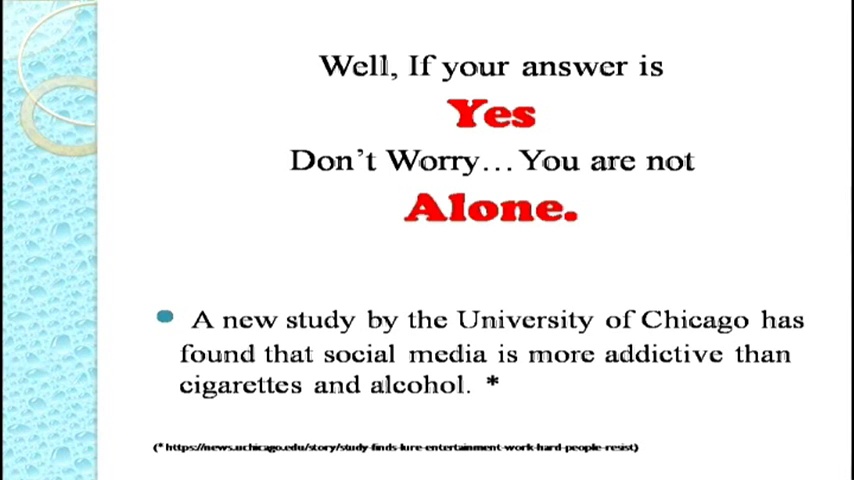 Well, If your answer is
Yes
Don't Worry... You are not
Alone.
A new study by the University of Chicago has
found that social media is more addictive than
cigarettes and alcohol. *
(* https://news.uchicago.edu/story/study-finds-lure-entertainment-work-hard-people-resist)